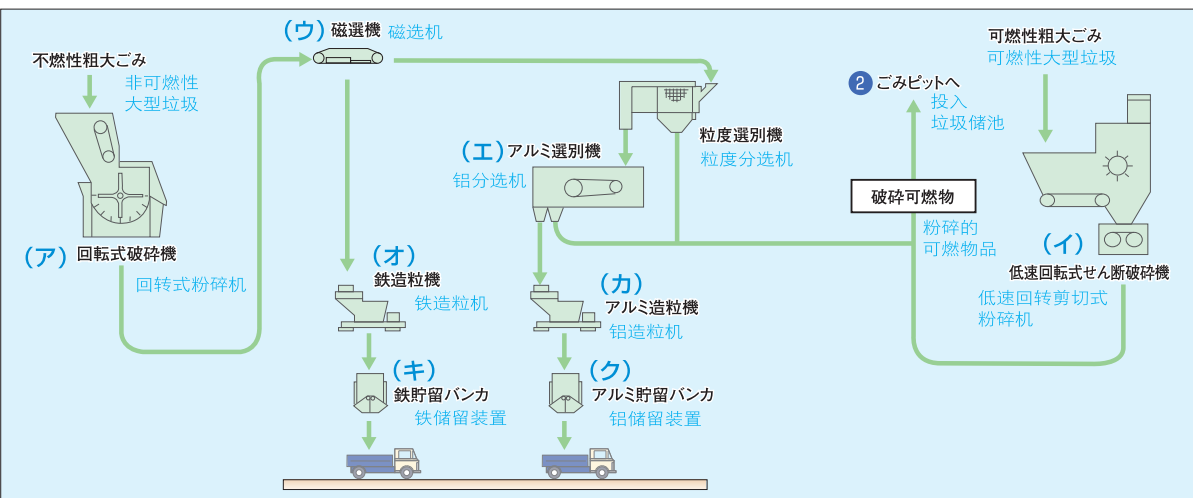 (ウ) 磁選機 磁选机
不燃性粗大ごみ
非可燃性
大型垃圾
可燃性粗大ごみ
可燃性大型垃圾
2 ごみピットへ
投入
垃圾储池
粒度選別機
粒度分选机
(エ) アルミ選別機
铝分选机
破砕可燃物
粉碎的
可燃物品
(ア) 回転式破砕機
回转式粉碎机
(イ)
低速回転式せん断破砕機
低速回转剪切式
粉碎机
(オ)
鉄造粒機
铁造粒机
(カ)
アルミ造粒機
铝造粒机
(キ)
鉄貯留バンカ
铁储留装置
(ク)
アルミ貯留バンカ
铝储留装置